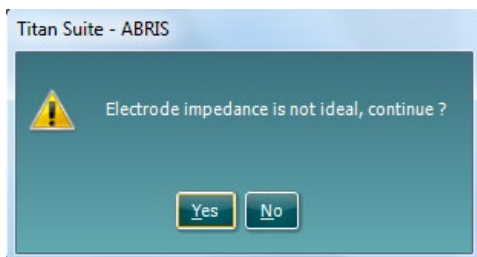 Titan Suite - ABRIS
Electrode impedance is not ideal, continue ?
Yes
No